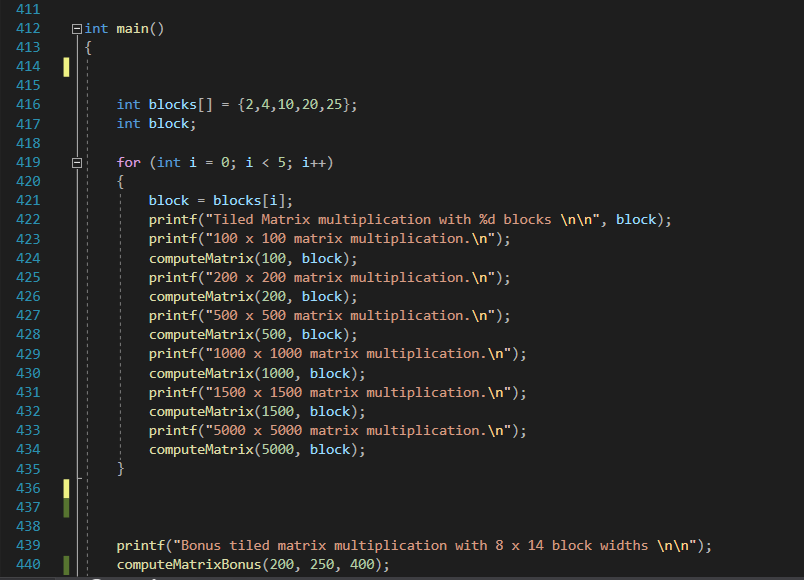 411
412 int main()
413 {
414
415
416 int blocks[] = {2,4,10,20,25};
417 int block;
418
419 for (int i = 0; i < 5; i++)
420 {
421 block = blocks[i];
422 printf("Tiled Matrix multiplication with %d blocks \n\n", block);
423 printf("100 x 100 matrix multiplication.\n");
424 computeMatrix(100, block);
425 printf("200 x 200 matrix multiplication.\n");
426 computeMatrix(200, block);
427 printf("500 x 500 matrix multiplication.\n");
428 computeMatrix(500, block);
429 printf("1000 x 1000 matrix multiplication.\n");
430 computeMatrix(1000, block);
431 printf("1500 x 1500 matrix multiplication.\n");
432 computeMatrix(1500, block);
433 printf("5000 x 5000 matrix multiplication.\n");
434 computeMatrix(5000, block);
435 }
436
437
438
439 printf("Bonus tiled matrix multiplication with 8 x 14 block widths \n\n");
440 computeMatrixBonus(200, 250, 400);